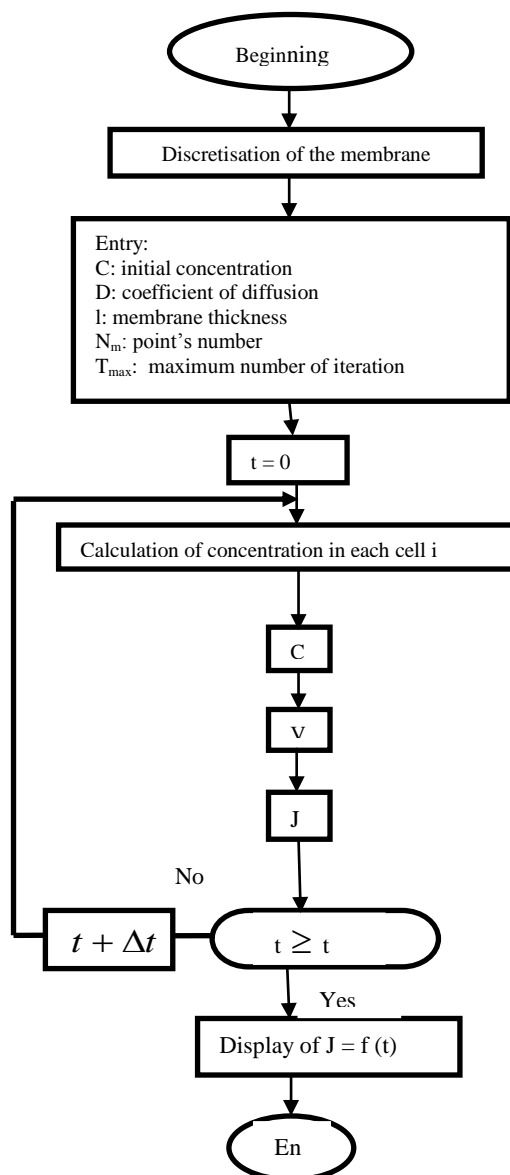 Beginning
Discretisation of the membrane
Entry:
C: initial concentration
D: coefficient of diffusion
l: membrane thickness
Nₘ: point’s number
Tₘₐₓ: maximum number of iteration
t = 0
Calculation of concentration in each cell i
C
V
J
No
t + Δt
t ≥ t
Yes
Display of J = f (t)
En